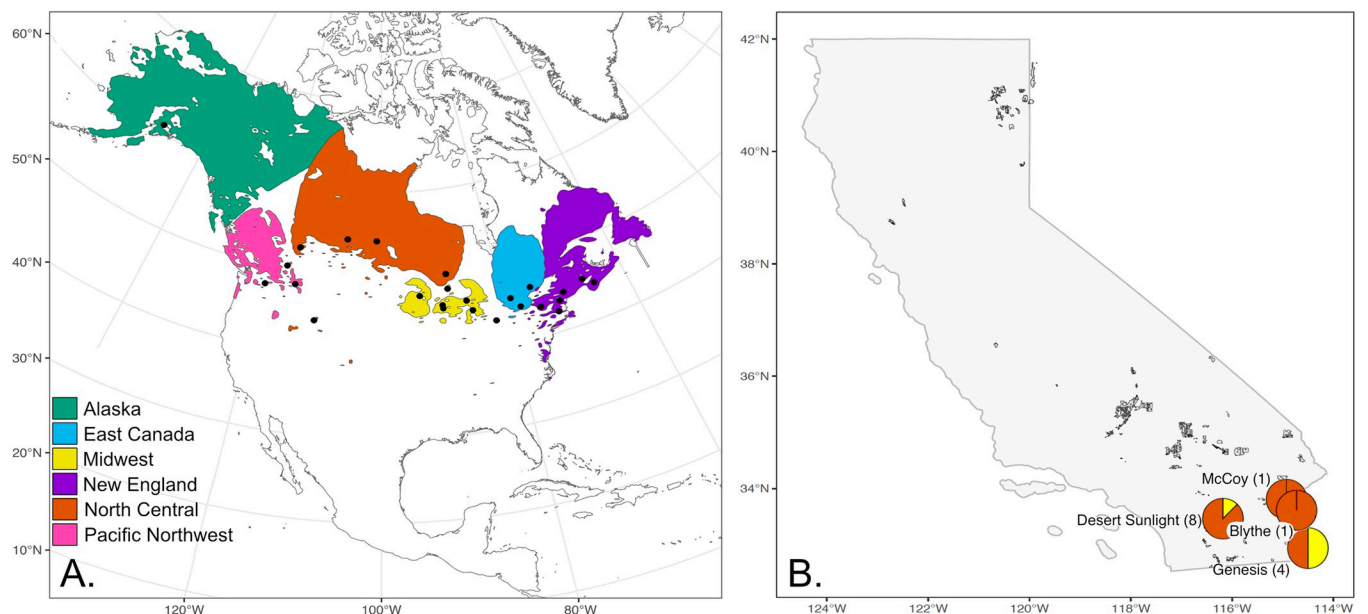 60°N
50°N
40°N
30°N
20°N
10°N
Alaska
East Canada
Midwest
New England
North Central
Pacific Northwest
A.
120°W
100°W
80°W
42°N
40°N
38°N
36°N
34°N
McCoy (1)
Desert Sunlight (8)
Blythe (1)
Genesis (4)
B.
124°W
122°W
120°W
118°W
116°W
114°W